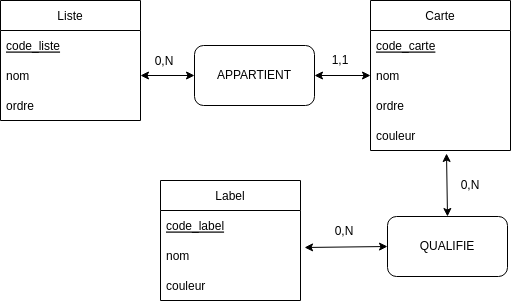 Liste
code_liste
nom
ordre
0,N
APPARTIENT
1,1
Carte
code_carte
nom
ordre
couleur
0,N
Label
code_label
nom
couleur
0,N
QUALIFIE